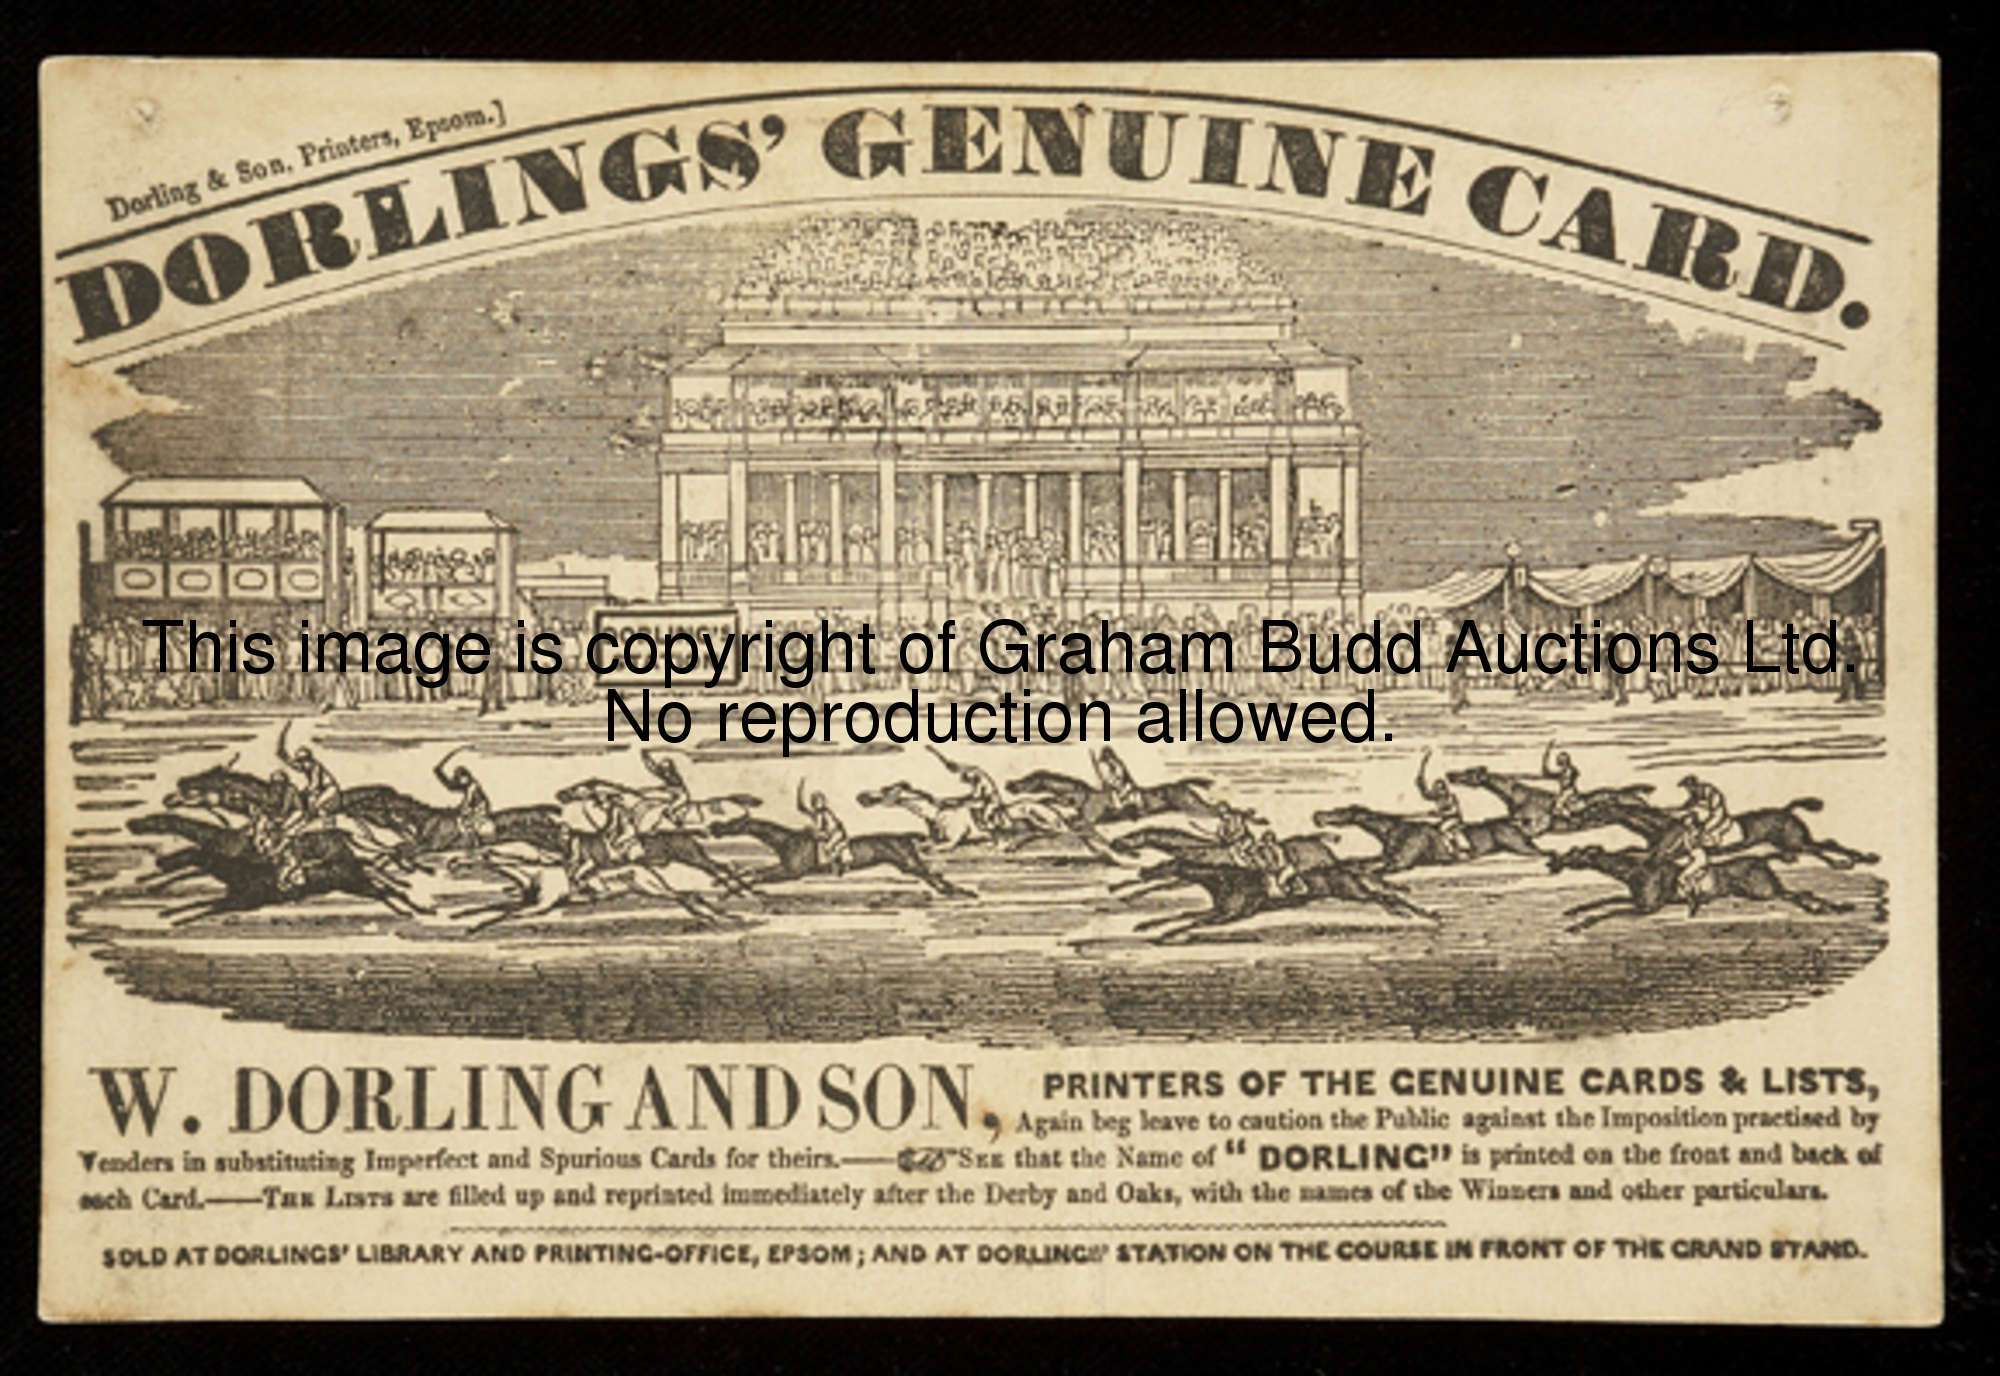 Dorling & Son, Printers, Epsom.]
DORLINGS' GENUINE CARD.
This image is copyright of Graham Budd Auctions Ltd.
No reproduction allowed.
W. DORLING AND SON, PRINTERS OF THE GENUINE CARDS & LISTS,
Again beg leave to caution the Public against the Imposition practised by
Venders in substituting Imperfect and Spurious Cards for theirs.——SEE that the Name of "DORLING" is printed on the front and back of
each Card.——THE LISTS are filled up and reprinted immediately after the Derby and Oaks, with the names of the Winners and other particulars.
SOLD AT DORLINGS' LIBRARY AND PRINTING-OFFICE, EPSOM; AND AT DORLINGS' STATION ON THE COURSE IN FRONT OF THE GRAND STAND.